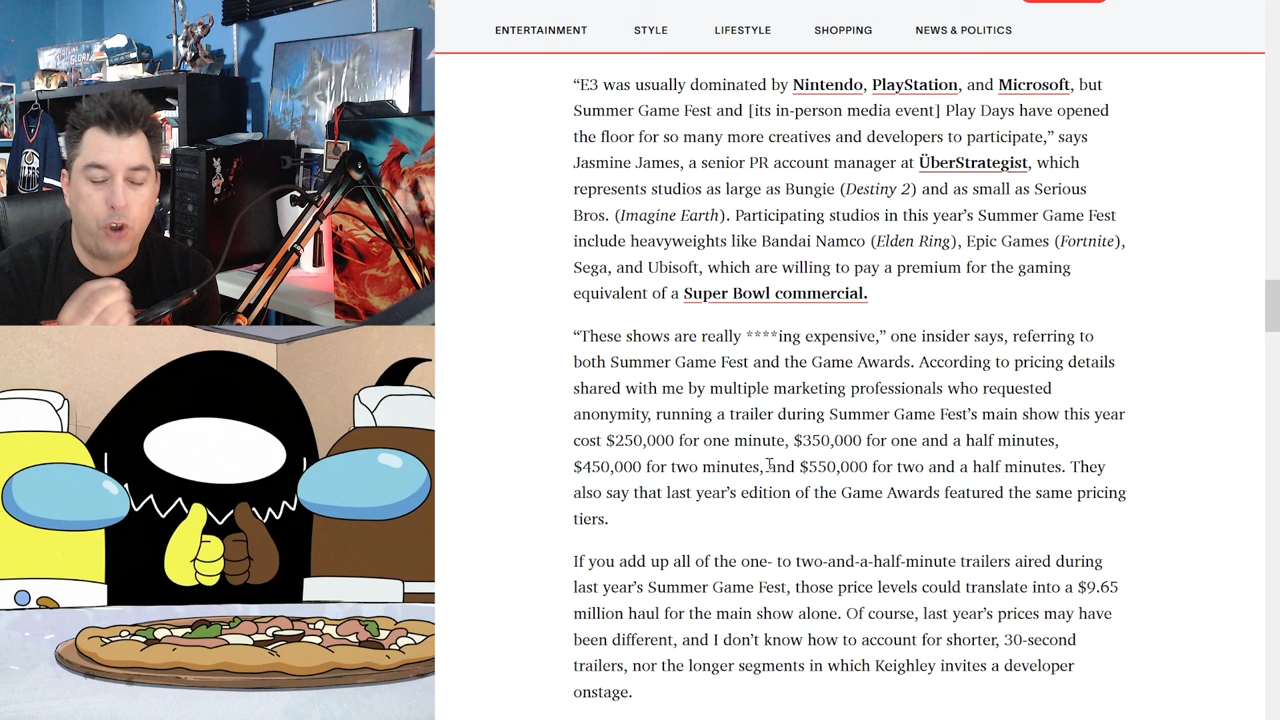 ENTERTAINMENT STYLE LIFESTYLE SHOPPING NEWS & POLITICS
“E3 was usually dominated by Nintendo, PlayStation, and Microsoft, but
Summer Game Fest and [its in-person media event] Play Days have opened
the floor for so many more creatives and developers to participate,” says
Jasmine James, a senior PR account manager at ÜberStrategist, which
represents studios as large as Bungie (Destiny 2) and as small as Serious
Bros. (Imagine Earth). Participating studios in this year’s Summer Game Fest
include heavyweights like Bandai Namco (Elden Ring), Epic Games (Fortnite),
Sega, and Ubisoft, which are willing to pay a premium for the gaming
equivalent of a Super Bowl commercial.
“These shows are really ****ing expensive,” one insider says, referring to
both Summer Game Fest and the Game Awards. According to pricing details
shared with me by multiple marketing professionals who requested
anonymity, running a trailer during Summer Game Fest’s main show this year
cost $250,000 for one minute, $350,000 for one and a half minutes,
$450,000 for two minutes, and $550,000 for two and a half minutes. They
also say that last year’s edition of the Game Awards featured the same pricing
tiers.
If you add up all of the one- to two-and-a-half-minute trailers aired during
last year’s Summer Game Fest, those price levels could translate into a $9.65
million haul for the main show alone. Of course, last year’s prices may have
been different, and I don’t know how to account for shorter, 30-second
trailers, nor the longer segments in which Keighley invites a developer
onstage.